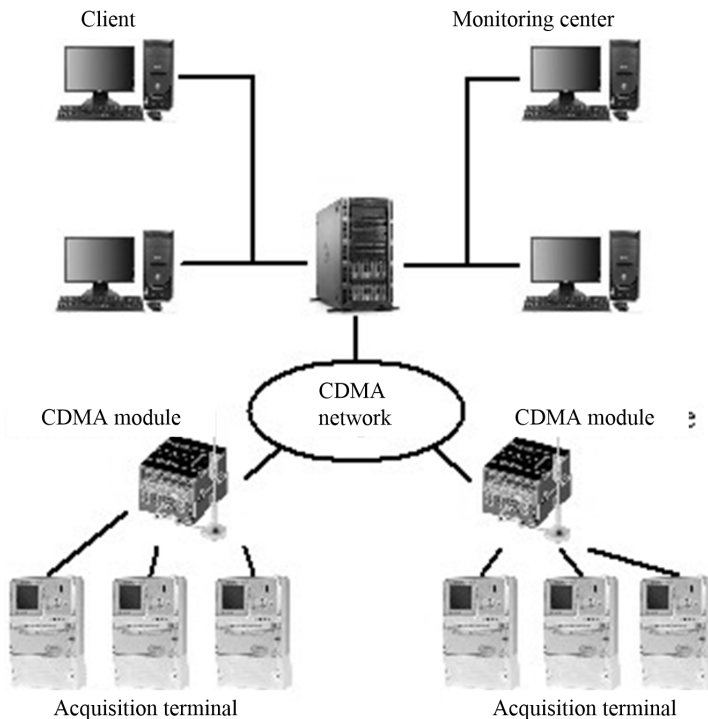 Client
Monitoring center
CDMA
network
CDMA module
CDMA module
Acquisition terminal
Acquisition terminal